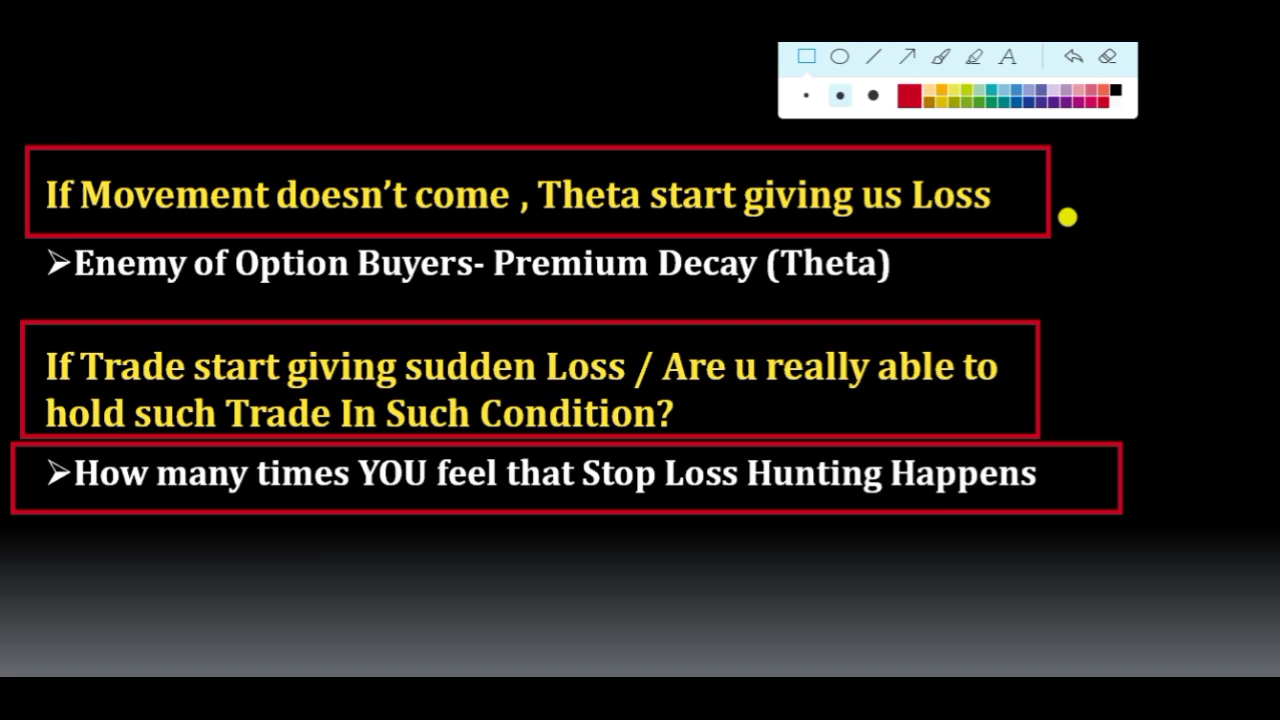 If Movement doesn’t come , Theta start giving us Loss
➢Enemy of Option Buyers- Premium Decay (Theta)
If Trade start giving sudden Loss / Are u really able to
hold such Trade In Such Condition?
➢How many times YOU feel that Stop Loss Hunting Happens